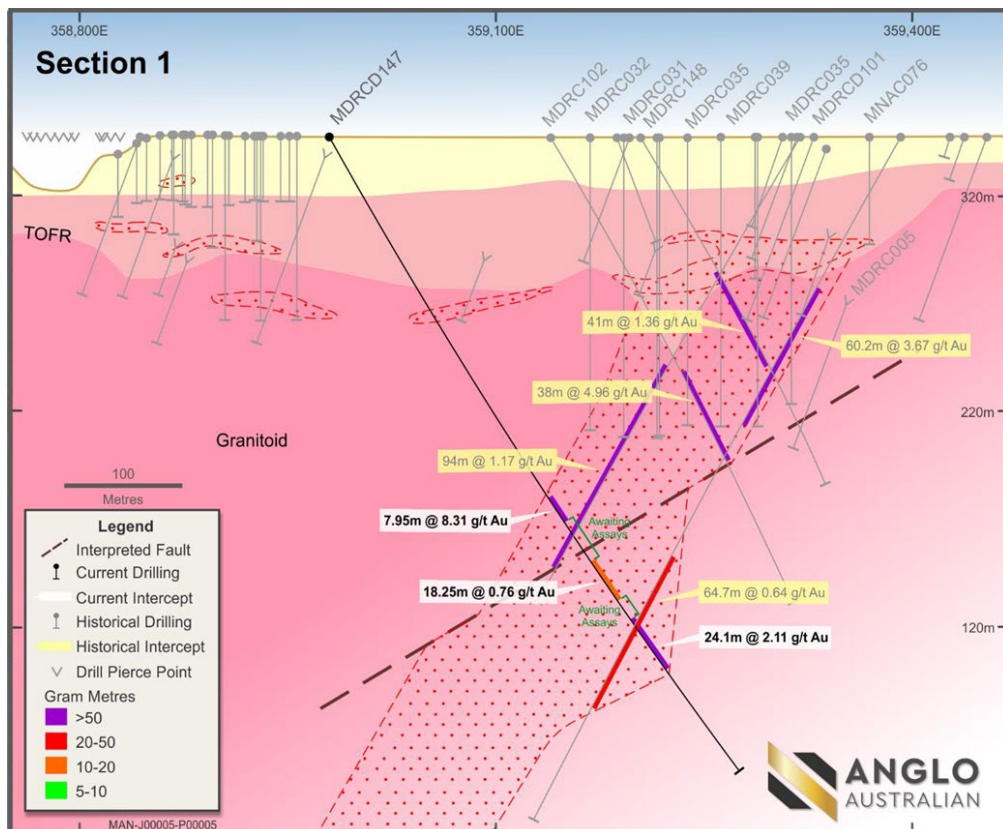 358,800E
359,100E
359,400E
Section 1
MDRCD147
MDRC102
MDRC032
MDRC031
MDRC148
MDRC035
MDRC039
MDRC035
MDRCD101
MNAC076
320m
TOFR
MDRC005
41m @ 1.36 g/t Au
60.2m @ 3.67 g/t Au
38m @ 4.96 g/t Au
220m
Granitoid
94m @ 1.17 g/t Au
100
Metres
7.95m @ 8.31 g/t Au
Awaiting
Assays
18.25m @ 0.76 g/t Au
64.7m @ 0.64 g/t Au
Awaiting
Assays
120m
24.1m @ 2.11 g/t Au
Legend
Interpreted Fault
Current Drilling
Current Intercept
Historical Drilling
Historical Intercept
Drill Pierce Point
Gram Metres
>50
20-50
10-20
5-10
MAN-J00005-P00005
ANGLO
AUSTRALIAN